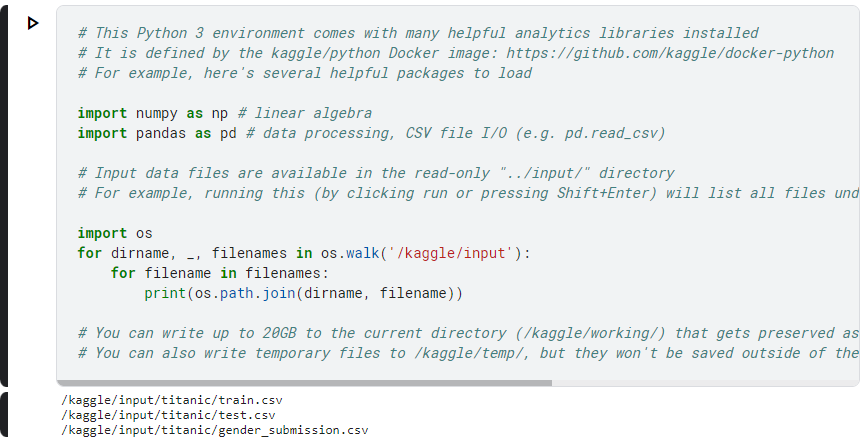 # This Python 3 environment comes with many helpful analytics libraries installed
# It is defined by the kaggle/python Docker image: https://github.com/kaggle/docker-python
# For example, here's several helpful packages to load
import numpy as np # linear algebra
import pandas as pd # data processing, CSV file I/O (e.g. pd.read_csv)
# Input data files are available in the read-only "../input/" directory
# For example, running this (by clicking run or pressing Shift+Enter) will list all files und
import os
for dirname, _, filenames in os.walk('/kaggle/input'):
    for filename in filenames:
        print(os.path.join(dirname, filename))
# You can write up to 20GB to the current directory (/kaggle/working/) that gets preserved as
# You can also write temporary files to /kaggle/temp/, but they won't be saved outside of the
/kaggle/input/titanic/train.csv
/kaggle/input/titanic/test.csv
/kaggle/input/titanic/gender_submission.csv